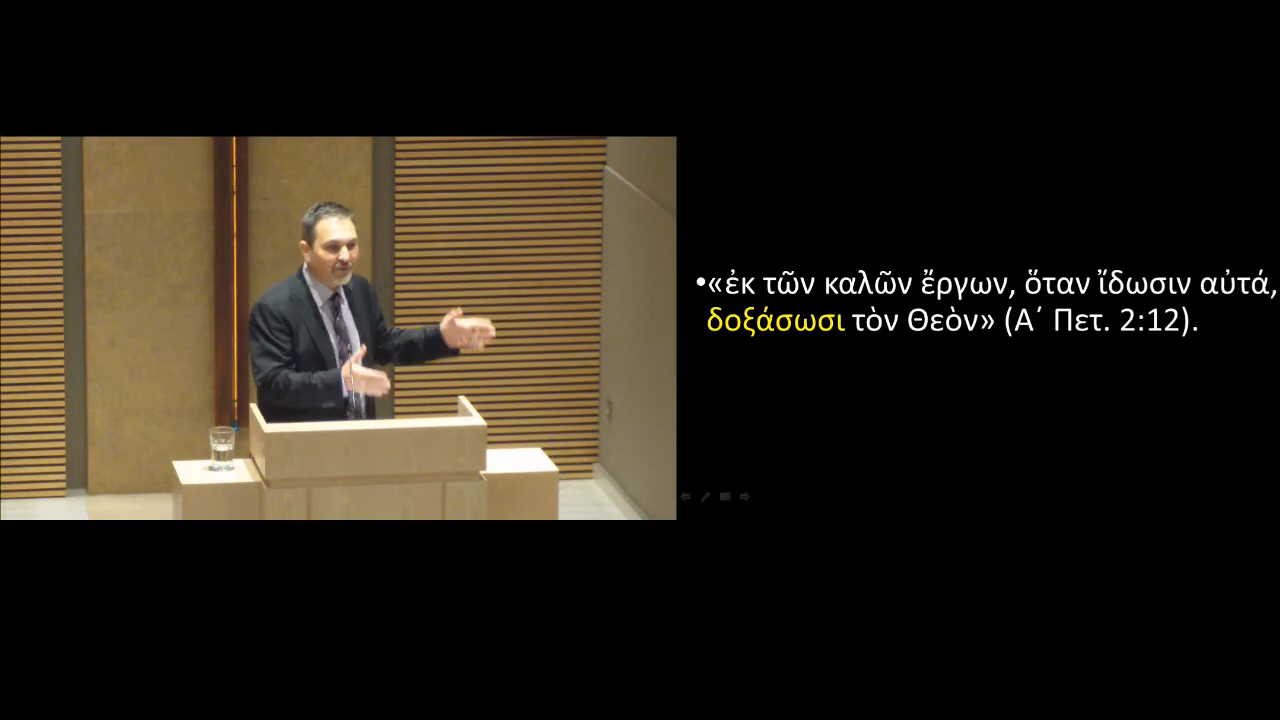 •«ἐκ τῶν καλῶν ἔργων, ὅταν ἴδωσιν αὐτά,
δοξάσωσι τὸν Θεὸν» (Α΄ Πετ. 2:12).